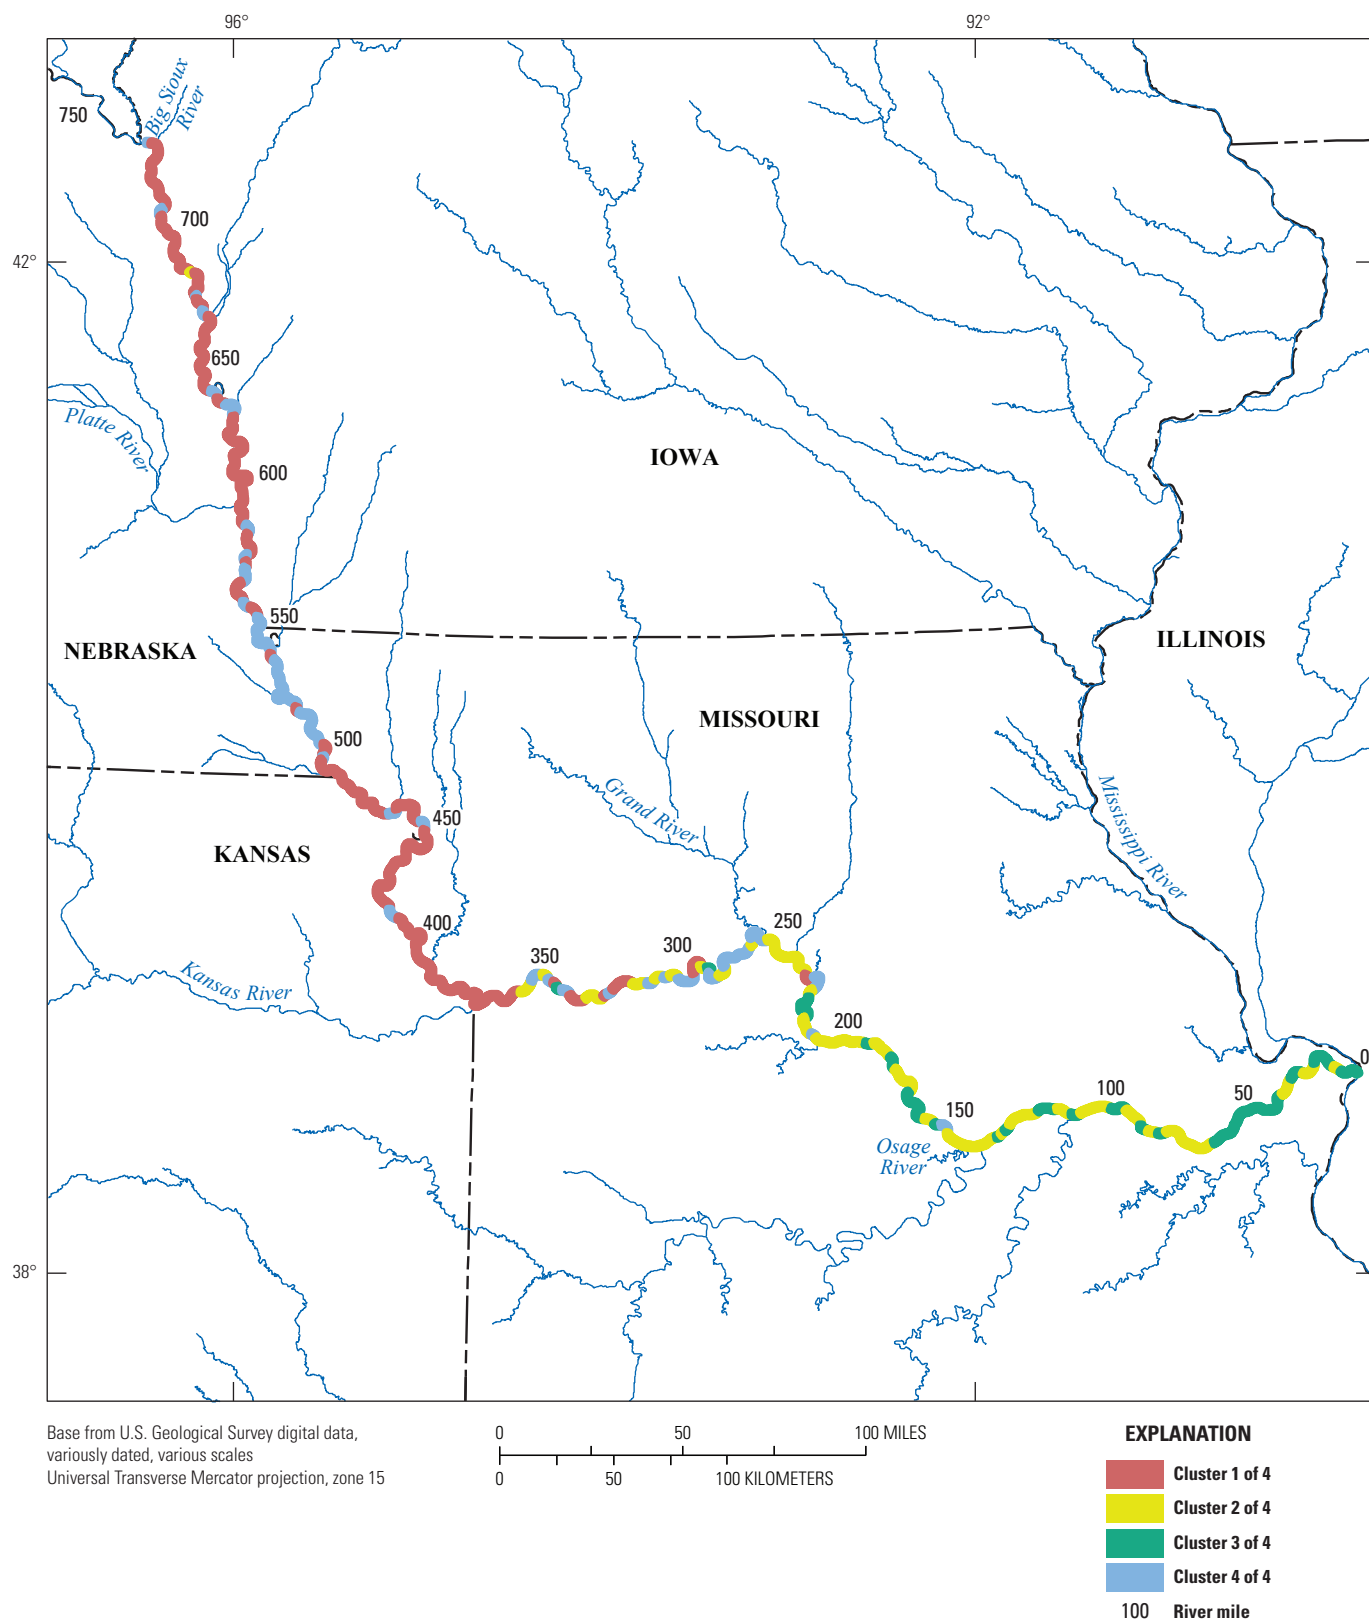 96°
92°
750
Big Sioux
River
700
42°
650
Platte River
IOWA
600
550
NEBRASKA
ILLINOIS
MISSOURI
500
Grand River
Mississippi River
450
KANSAS
400
250
300
350
Kansas River
200
0
50
100
150
Osage
River
38°
Base from U.S. Geological Survey digital data,
variously dated, various scales
Universal Transverse Mercator projection, zone 15
0 50 100 MILES
0 50 100 KILOMETERS
EXPLANATION
Cluster 1 of 4
Cluster 2 of 4
Cluster 3 of 4
Cluster 4 of 4
100 River mile